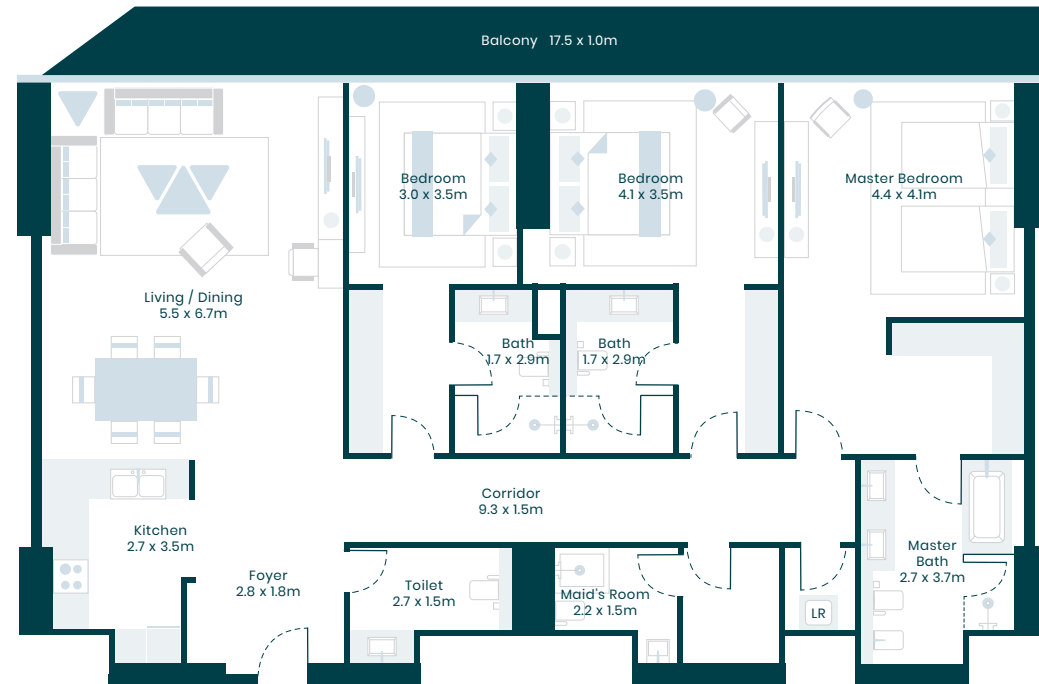 Balcony 17.5 x 1.0m
Bedroom
3.0 x 3.5m
Bedroom
4.1 x 3.5m
Master Bedroom
4.4 x 4.1m
Living / Dining
5.5 x 6.7m
Bath
1.7 x 2.9m
Bath
1.7 x 2.9m
Corridor
9.3 x 1.5m
Kitchen
2.7 x 3.5m
Foyer
2.8 x 1.8m
Toilet
2.7 x 1.5m
Maid's Room
2.2 x 1.5m
LR
Master
Bath
2.7 x 3.7m